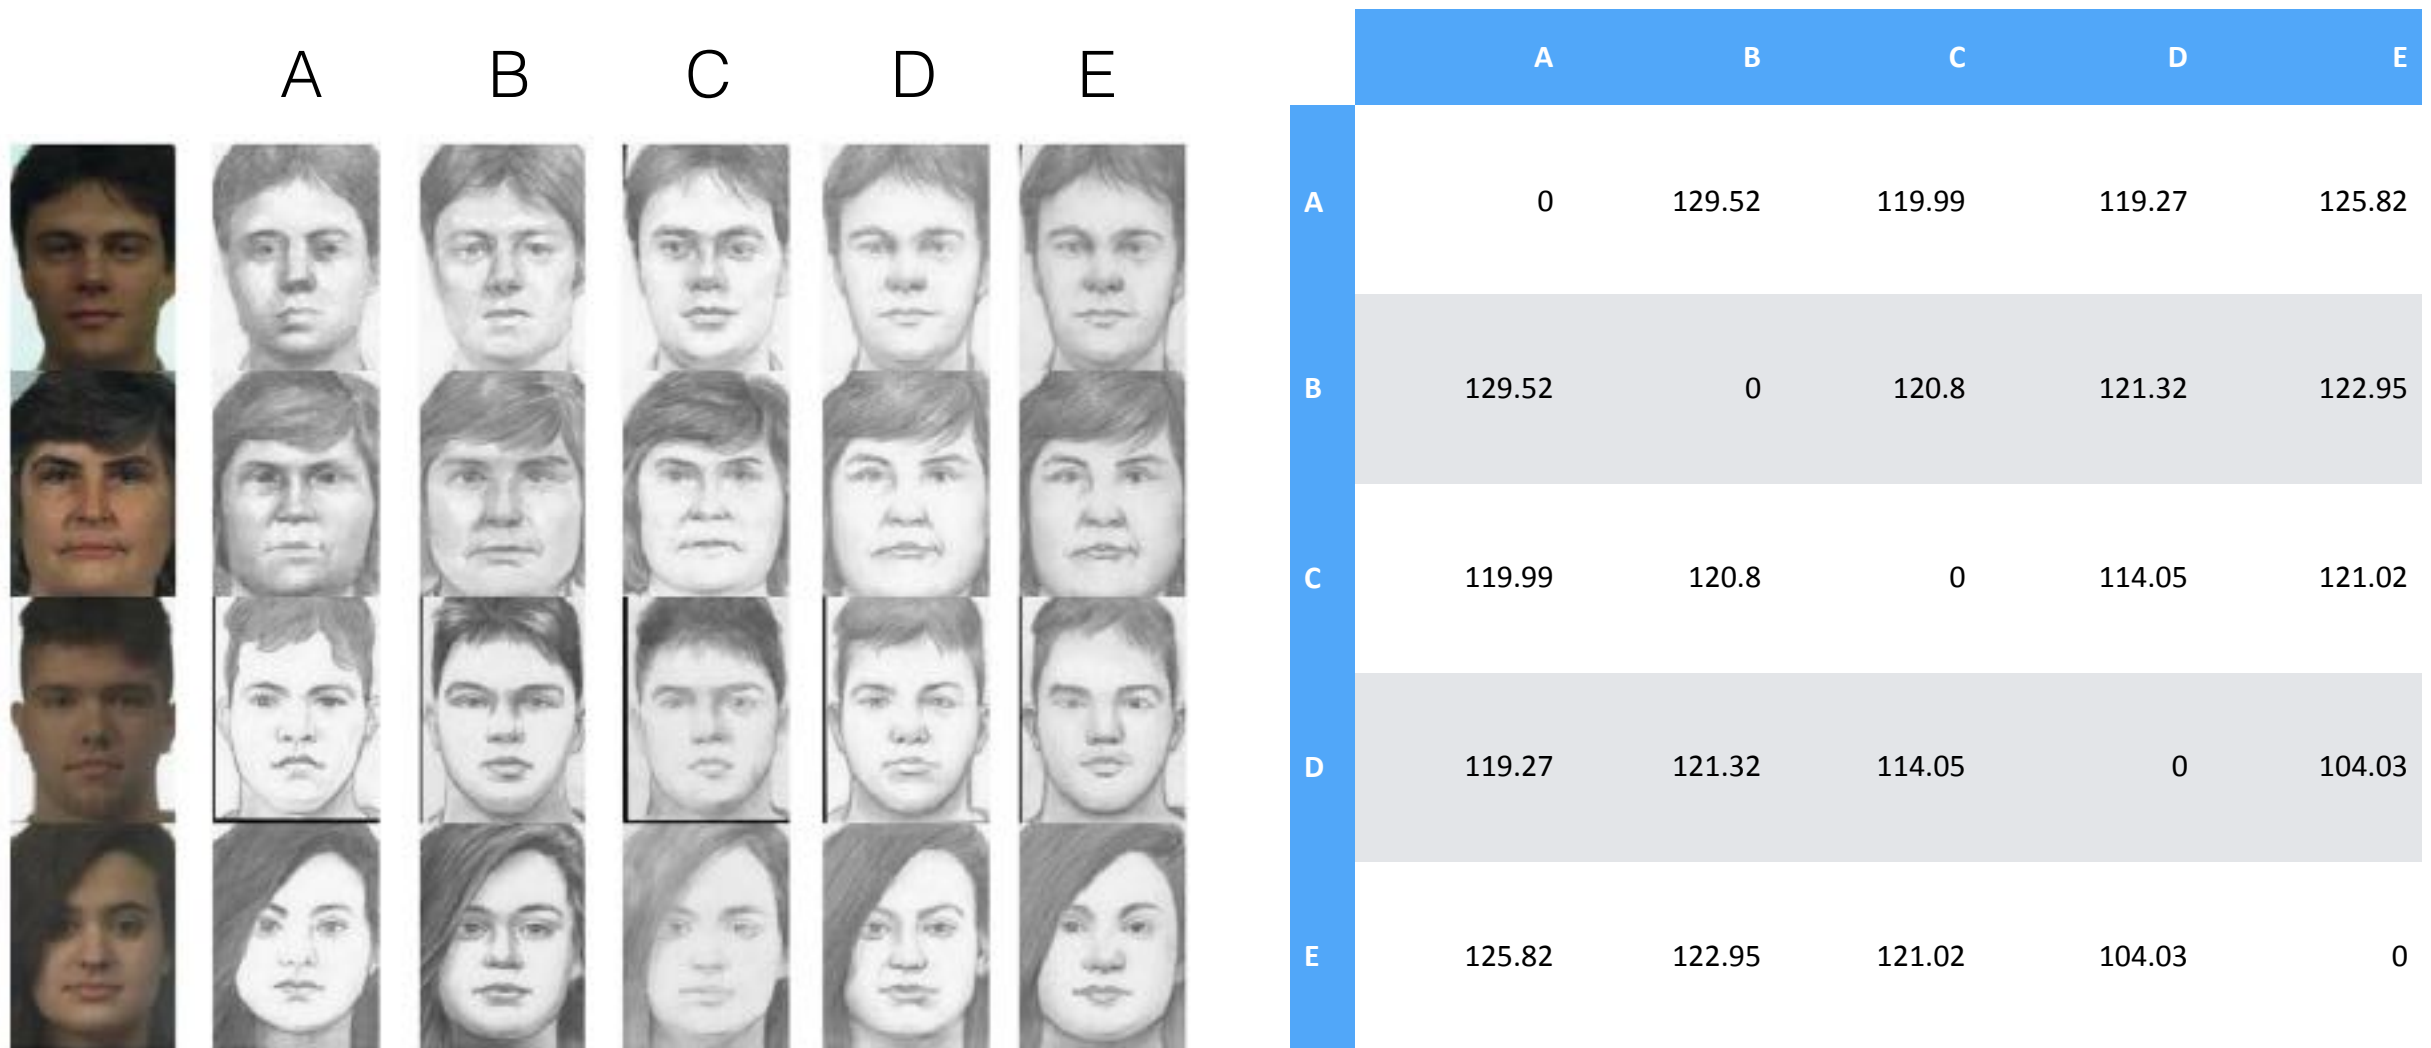 A B C D E
A B C D E
A 0 129.52 119.99 119.27 125.82
B 129.52 0 120.8 121.32 122.95
C 119.99 120.8 0 114.05 121.02
D 119.27 121.32 114.05 0 104.03
E 125.82 122.95 121.02 104.03 0